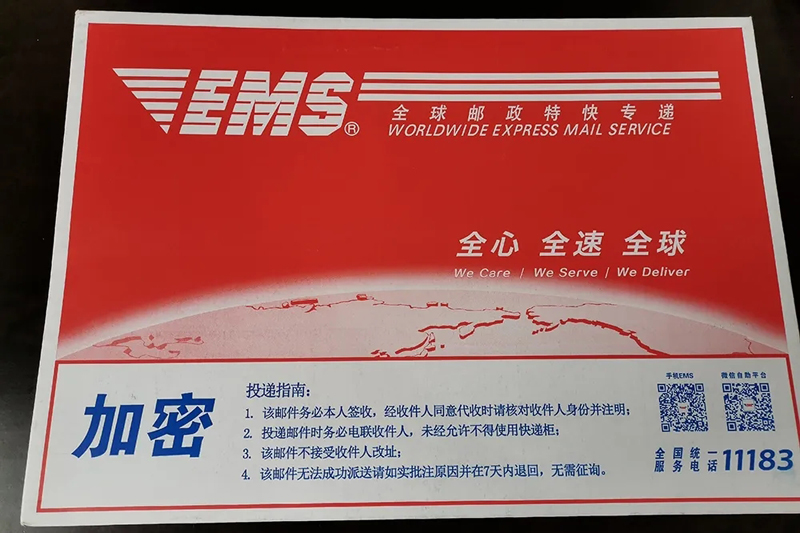 EMS®
全球邮政特快专递
WORLDWIDE EXPRESS MAIL SERVICE
全心 全速 全球
We Care / We Serve / We Deliver
加密
投递指南：
1. 该邮件务必本人签收，经收件人同意代收时请核对收件人身份并注明；
2. 投递邮件时务必电联收件人，未经允许不得使用快递柜；
3. 该邮件不接受收件人改址；
4. 该邮件无法成功派送请如实批注原因并在7天内退回，无需征询。
手机EMS
微信自助平台
全国统一
服务电话
11183